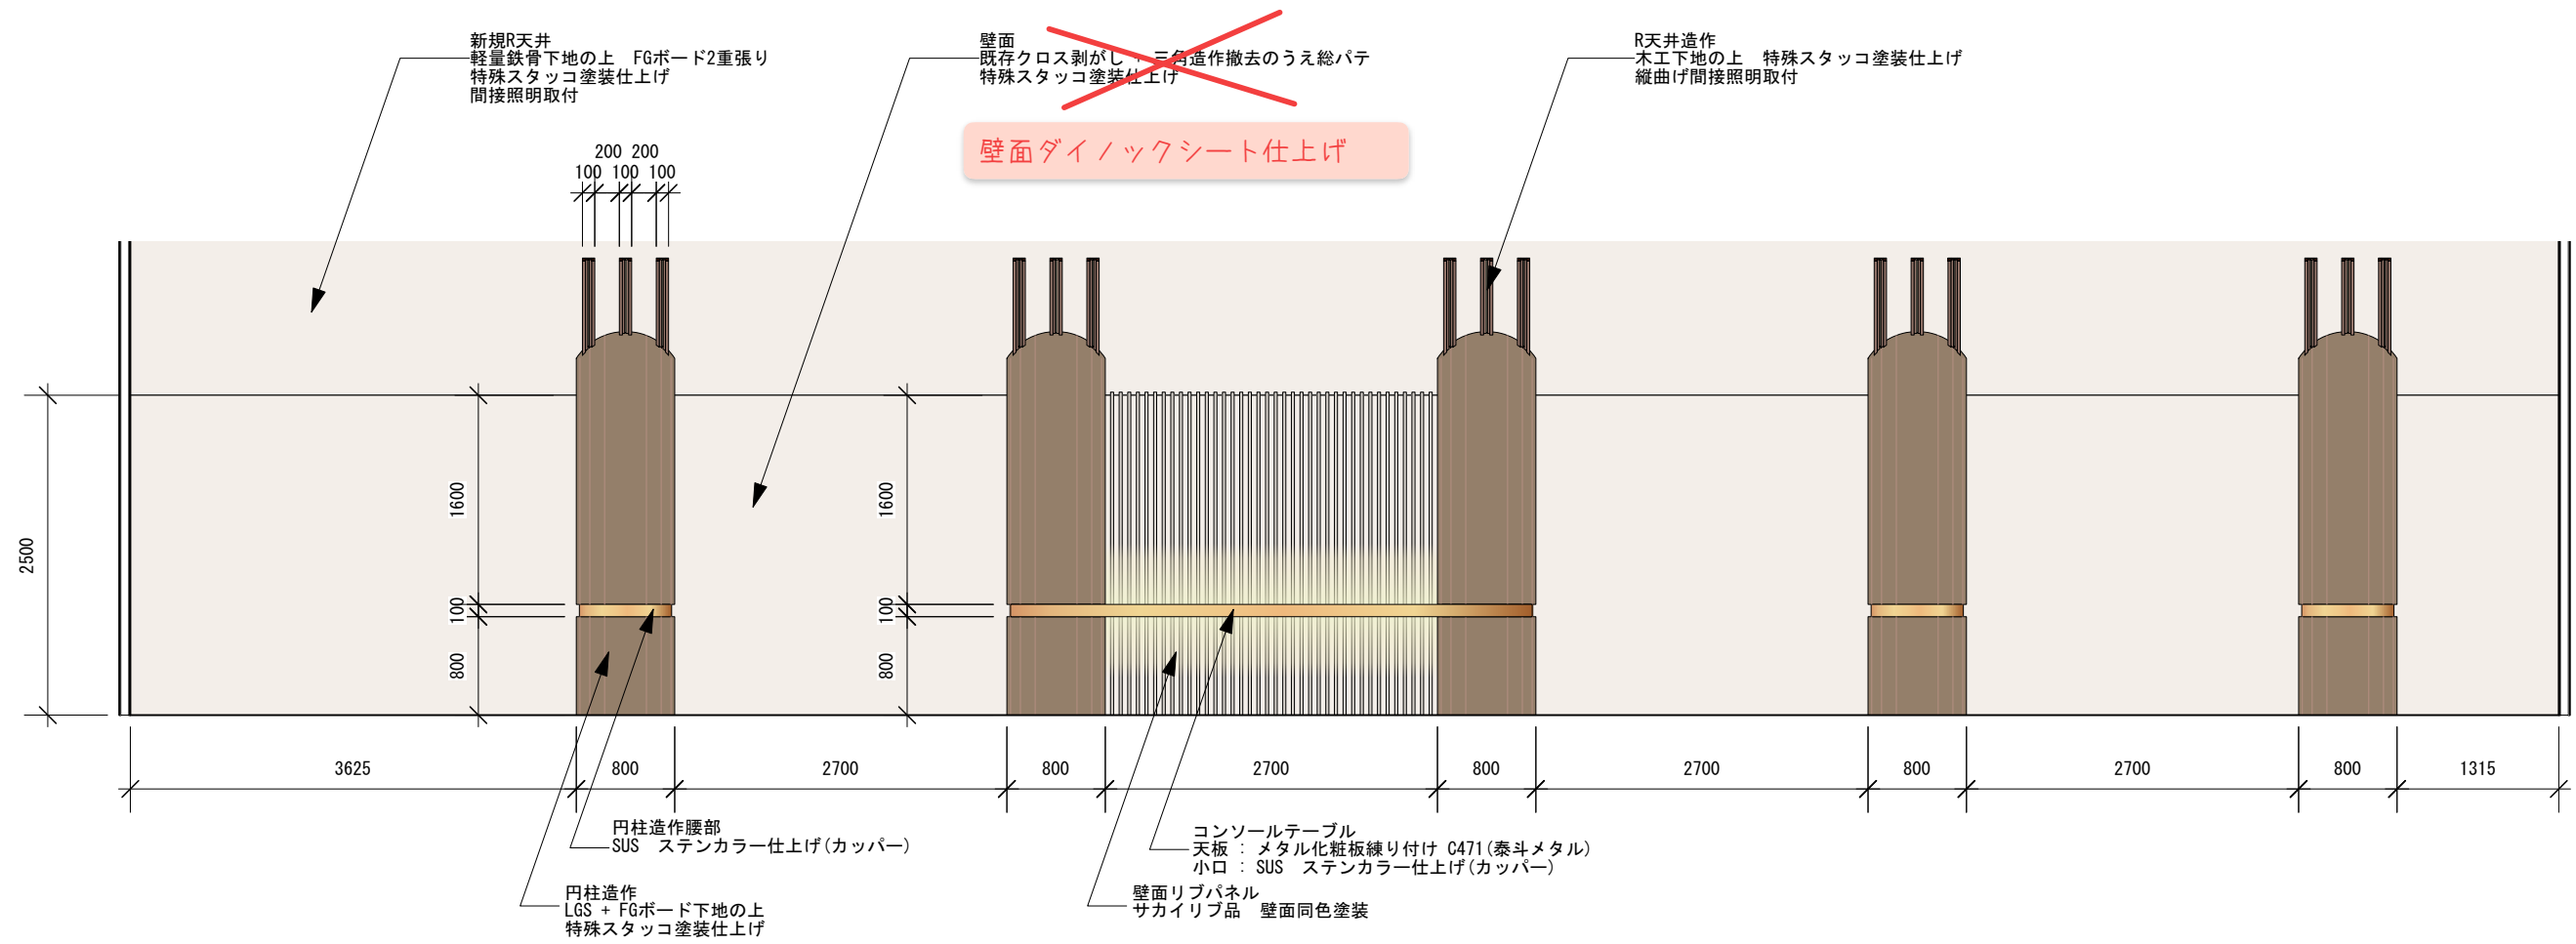 新規R天井
軽量鉄骨下地の上　FGボード2重張り
特殊スタッコ塗装仕上げ
間接照明取付
壁面
既存クロス剥がし + 三角造作撤去のうえ総パテ
特殊スタッコ塗装仕上げ
R天井造作
木工下地の上　特殊スタッコ塗装仕上げ
縦曲げ間接照明取付
壁面ダイノックシート仕上げ
200 200
100 100 100
2500
1600
100
800
1600
100
800
3625 800 2700 800 2700 800 2700 800 2700 800 1315
円柱造作腰部
SUS　ステンカラー仕上げ(カッパー)
円柱造作
LGS + FGボード下地の上
特殊スタッコ塗装仕上げ
コンソールテーブル
天板 : メタル化粧板練り付け C471(泰斗メタル)
小口 : SUS　ステンカラー仕上げ(カッパー)
壁面リブパネル
サカイリブ品　壁面同色塗装